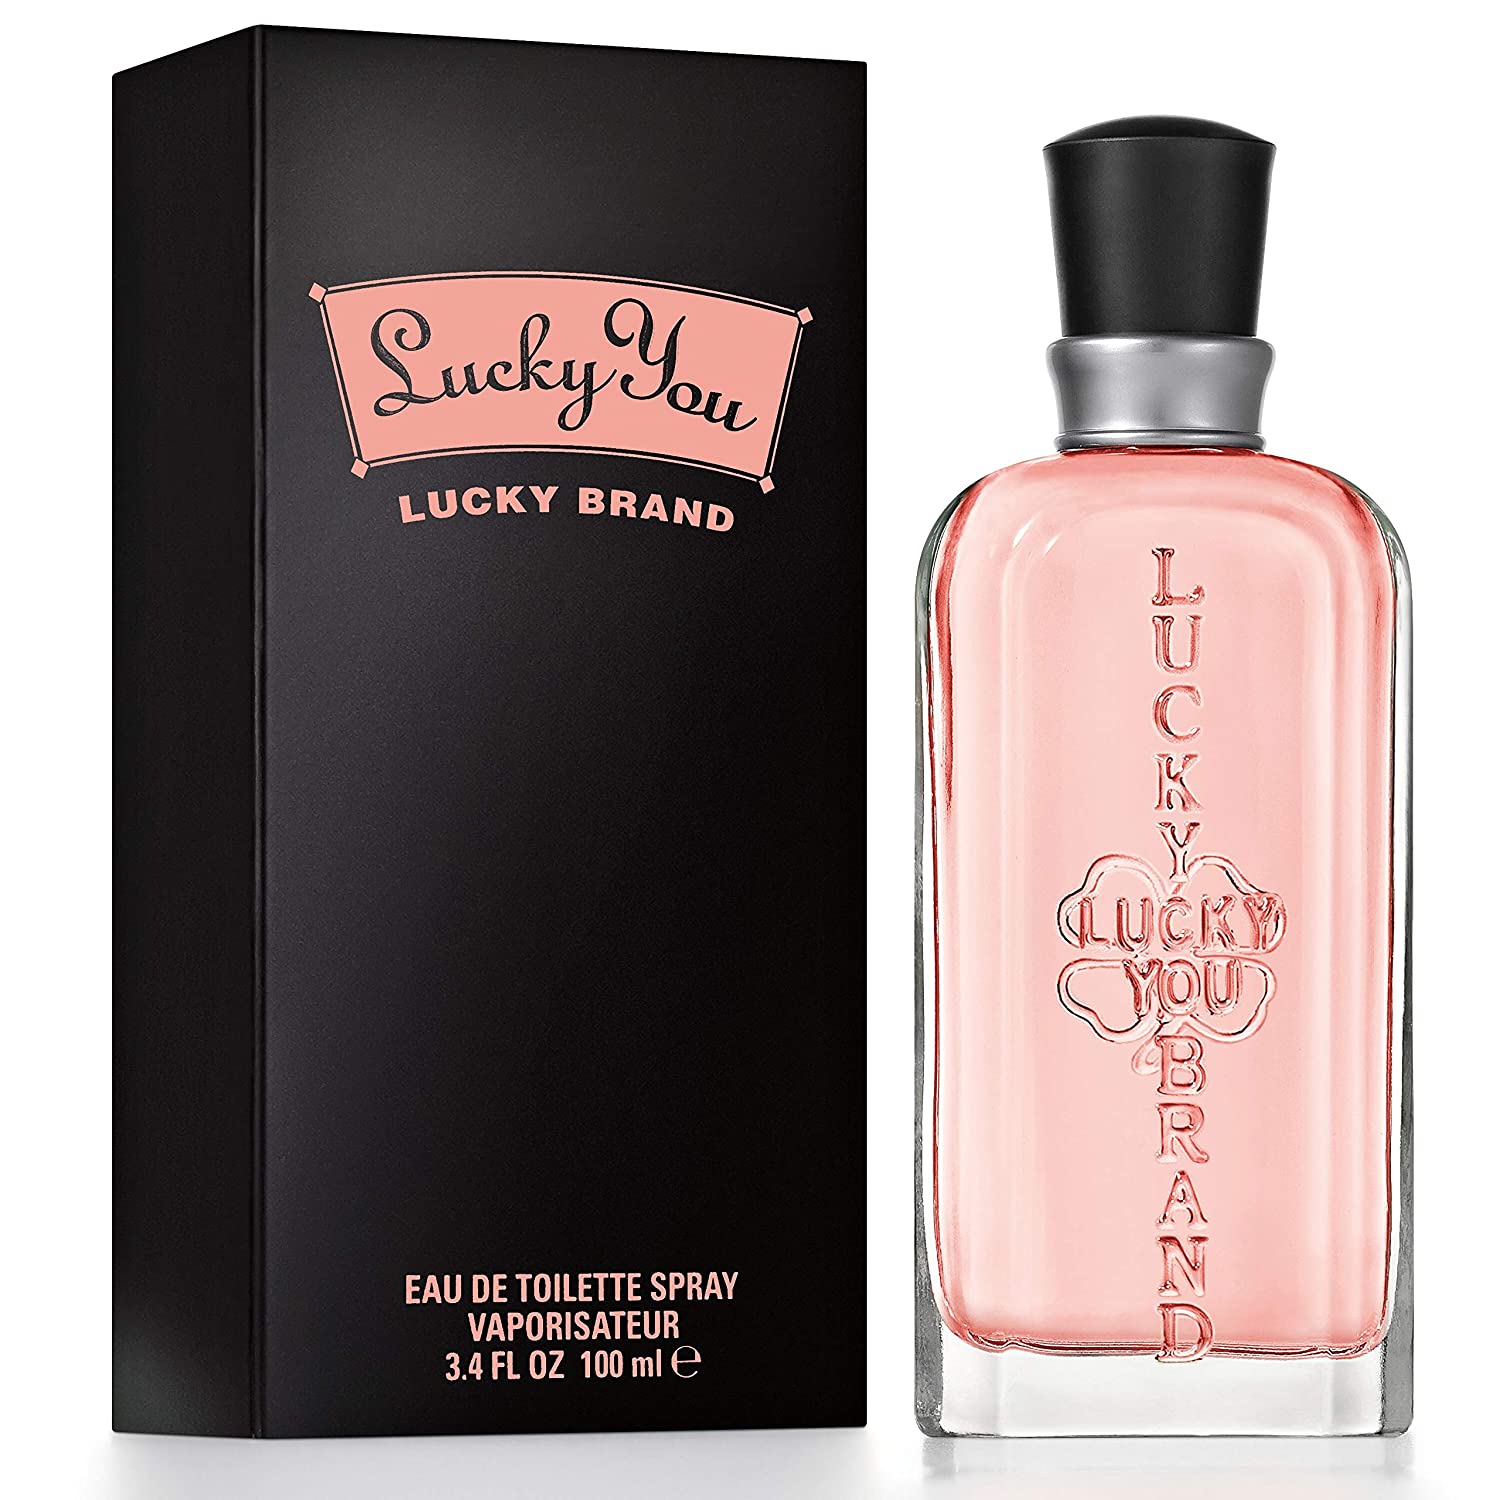 Lucky You
LUCKY BRAND
EAU DE TOILETTE SPRAY
VAPORISATEUR
3.4 FL OZ 100 ml ℮
LUCKY BRAND
LUCKY
YOU